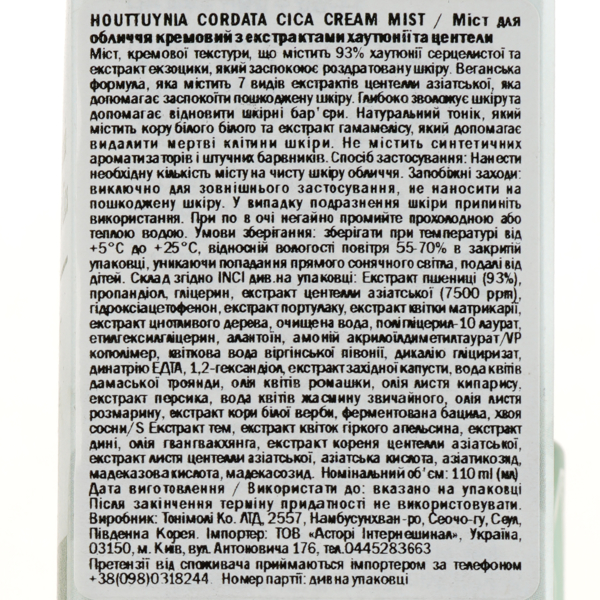 HOUTTUYNIA CORDATA CICA CREAM MIST / Міст для
обличчя кремовий з екстрактами хаутюнії та центели
Міст, кремової текстури, що містить 93% хаутюнії серцелистої та
екстракт екзоцики, який заспокоює роздратовану шкіру. Веганська
формула, яка містить 7 видів екстрактів центелли азіатської, яка
допомагає заспокоїти пошкоджену шкіру. Глибоко зволожує шкіру та
допомагає відновити шкірні бар'єри. Натуральний тонік, який
містить кору білого білого та екстракт гамамелісу, який допомагає
видалити мертві клітини шкіри. Не містить синтетичних
ароматизаторів і штучних барвників. Спосіб застосування: Нанести
необхідну кількість місту на чисту шкіру обличчя. Запобіжні заходи:
виключно для зовнішнього застосування, не наносити на
пошкоджену шкіру. У випадку подразнення шкіри припиніть
використання. При по в очі негайно промийте прохолодною або
теплою водою. Умови зберігання: зберігати при температурі від
+5°C до +25°C, відносній вологості повітря 55-70% в закритій
упаковці, уникаючи попадання прямого сонячного світла, подалі від
дітей. Склад згідно INCI див.на упаковці: Екстракт пшениці (93%),
пропандіол, гліцерин, екстракт центелли азіатської (7500 ppm),
гідроксіацетофенон, екстракт портулаку, екстракт квітки матрикарії,
екстракт цнотливого дерева, очищена вода, полігліцерил-10 лаурат,
етилгексилгліцерин, алантоїн, амоній акрилоїлдиметилтаурат/VP
кополімер, квіткова вода віргінської півонії, дикалію гліциризат,
динатрію ЕДТА, 1,2-гександіол, екстракт західної капусти, вода квітів
дамаської троянди, олія квітів ромашки, олія листя кипарису,
екстракт персика, вода квітів жасмину звичайного, олія листя
розмарину, екстракт кори білої верби, ферментована бацила, хвоя
сосни/S Екстракт тем, екстракт квіток гіркого апельсина, екстракт
дині, олія гвангвакхянга, екстракт кореня центелли азіатської,
екстракт листя центелли азіатської, азіатська кислота, азіатикозид,
мадеказова кислота, мадекасозид. Номінальний об'єм: 110 ml (мл)
Дата виготовлення / Використати до: вказано на упаковці
Після закінчення терміну придатності не використовувати.
Виробник: Тонімолі Ко. ЛТД, 2557, Намбусунхван-ро, Сеочо-гу, Сеул,
Південна Корея. Імпортер: ТОВ «Асторі Інтернешинал», Україна,
03150, м. Київ, вул. Антоновича 176, тел.0445283663
Претензії від споживача приймаються імпортером за телефоном
+38(098)0318244. Номер партії: див на упаковці